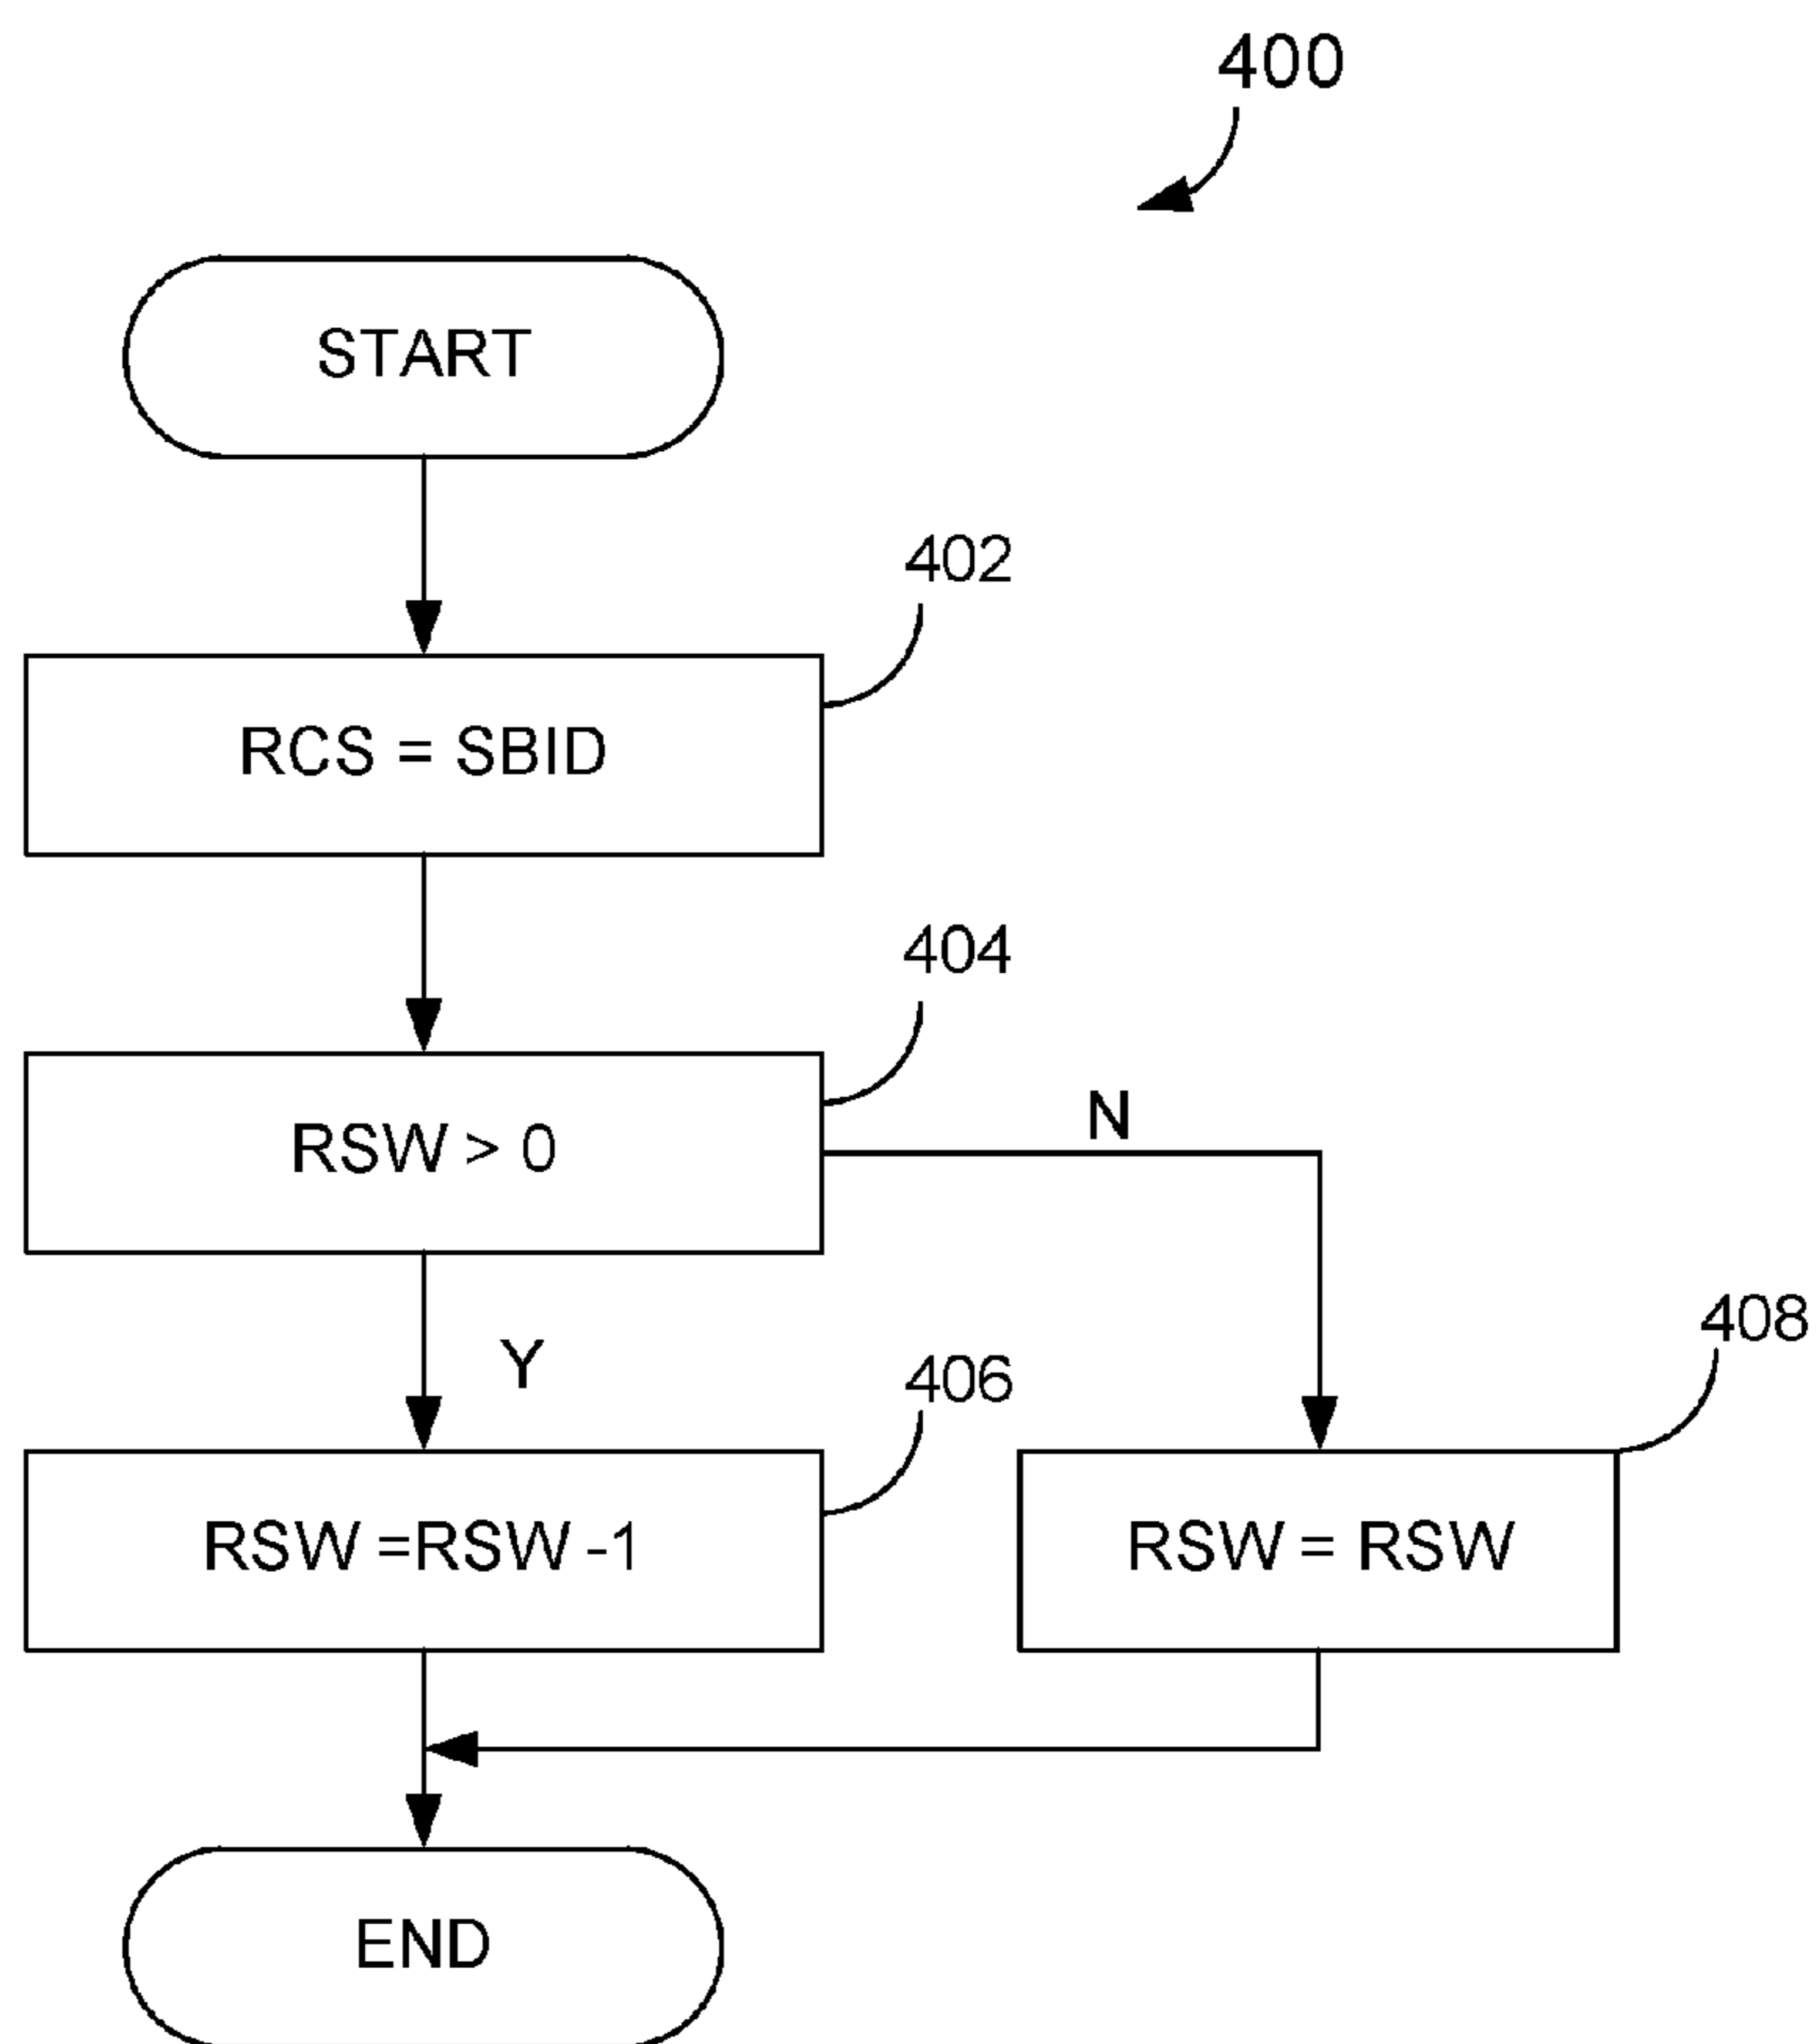 400
START
402
RCS = SBID
404
RSW > 0
N
Y
406
408
RSW =RSW -1
RSW = RSW
END